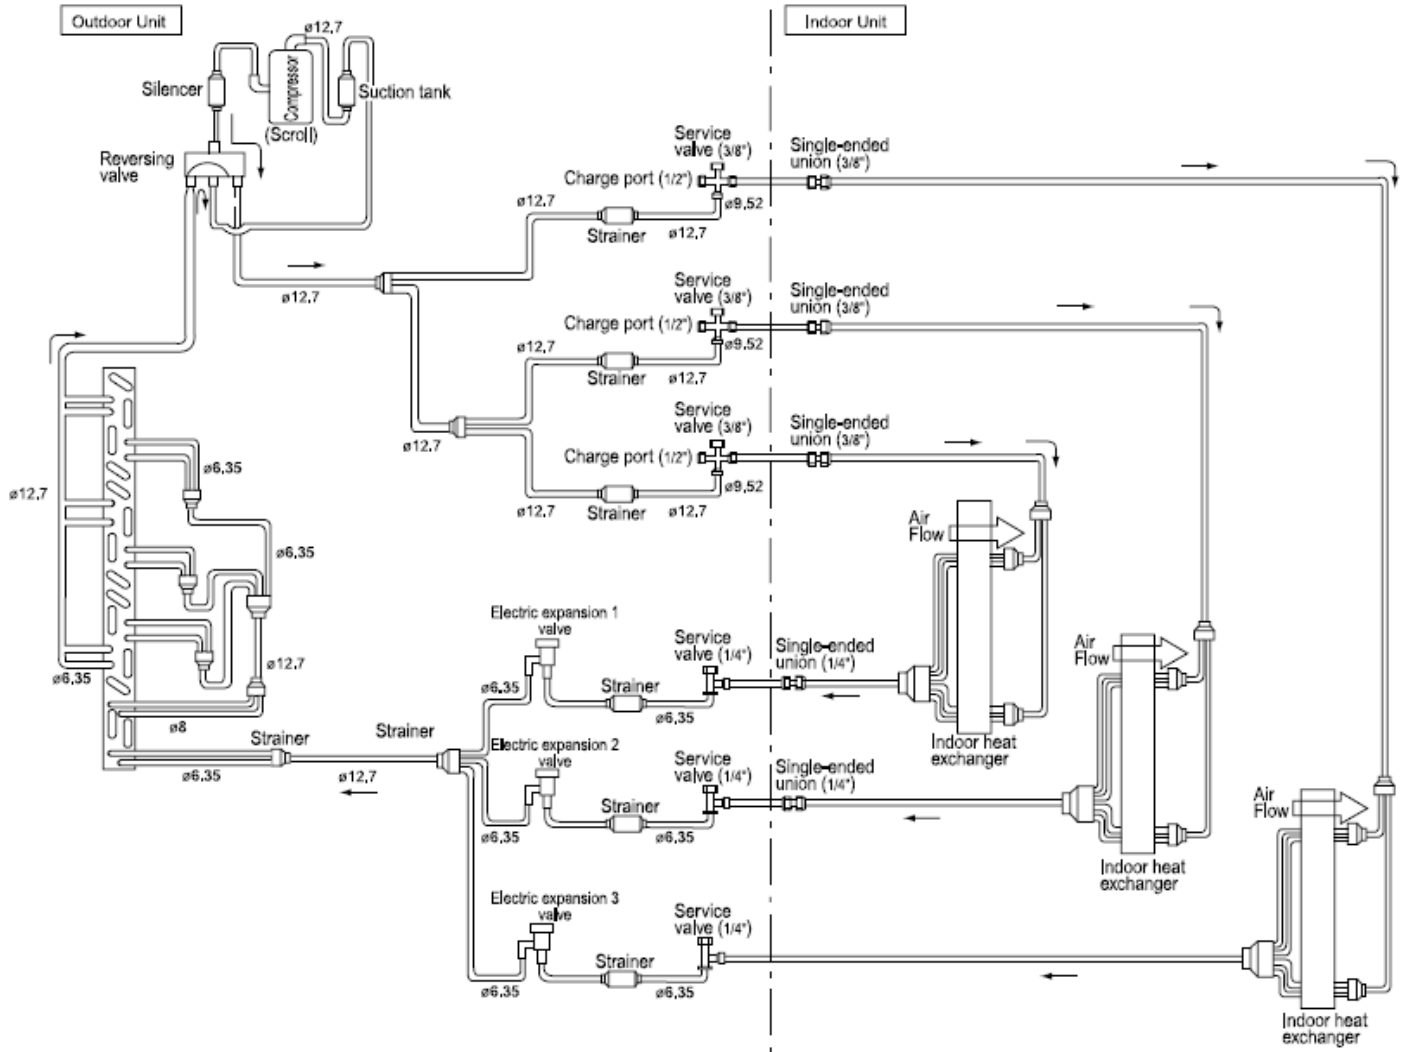 Outdoor Unit
Indoor Unit
ø12,7
Silencer
Compressor
(Scroll)
Suction tank
Reversing
valve
Service
valve (3/8")
Single-ended
union (3/8")
Charge port (1/2")
ø12,7
ø9,52
Strainer
ø12,7
ø12,7
Service
valve (3/8")
Single-ended
union (3/8")
Charge port (1/2")
ø12,7
ø9,52
Strainer
ø12,7
Service
valve (3/8")
Single-ended
union (3/8")
ø12,7
Charge port (1/2")
ø9,52
ø12,7
Strainer
ø12,7
ø6,35
ø12,7
Air
Flow
ø6,35
Electric expansion 1
valve
Service
valve (1/4")
Single-ended
union (1/4")
Air
Flow
ø12,7
ø6,35
ø6,35
Strainer
ø6,35
ø8
Strainer
Strainer
Indoor heat
exchanger
Electric expansion 2
valve
Service
valve (1/4")
Single-ended
union (1/4")
ø6,35
ø12,7
Strainer
ø6,35
ø6,35
Air
Flow
Indoor heat
exchanger
Electric expansion 3
valve
Service
valve (1/4")
Strainer
ø6,35
ø6,35
Indoor heat
exchanger